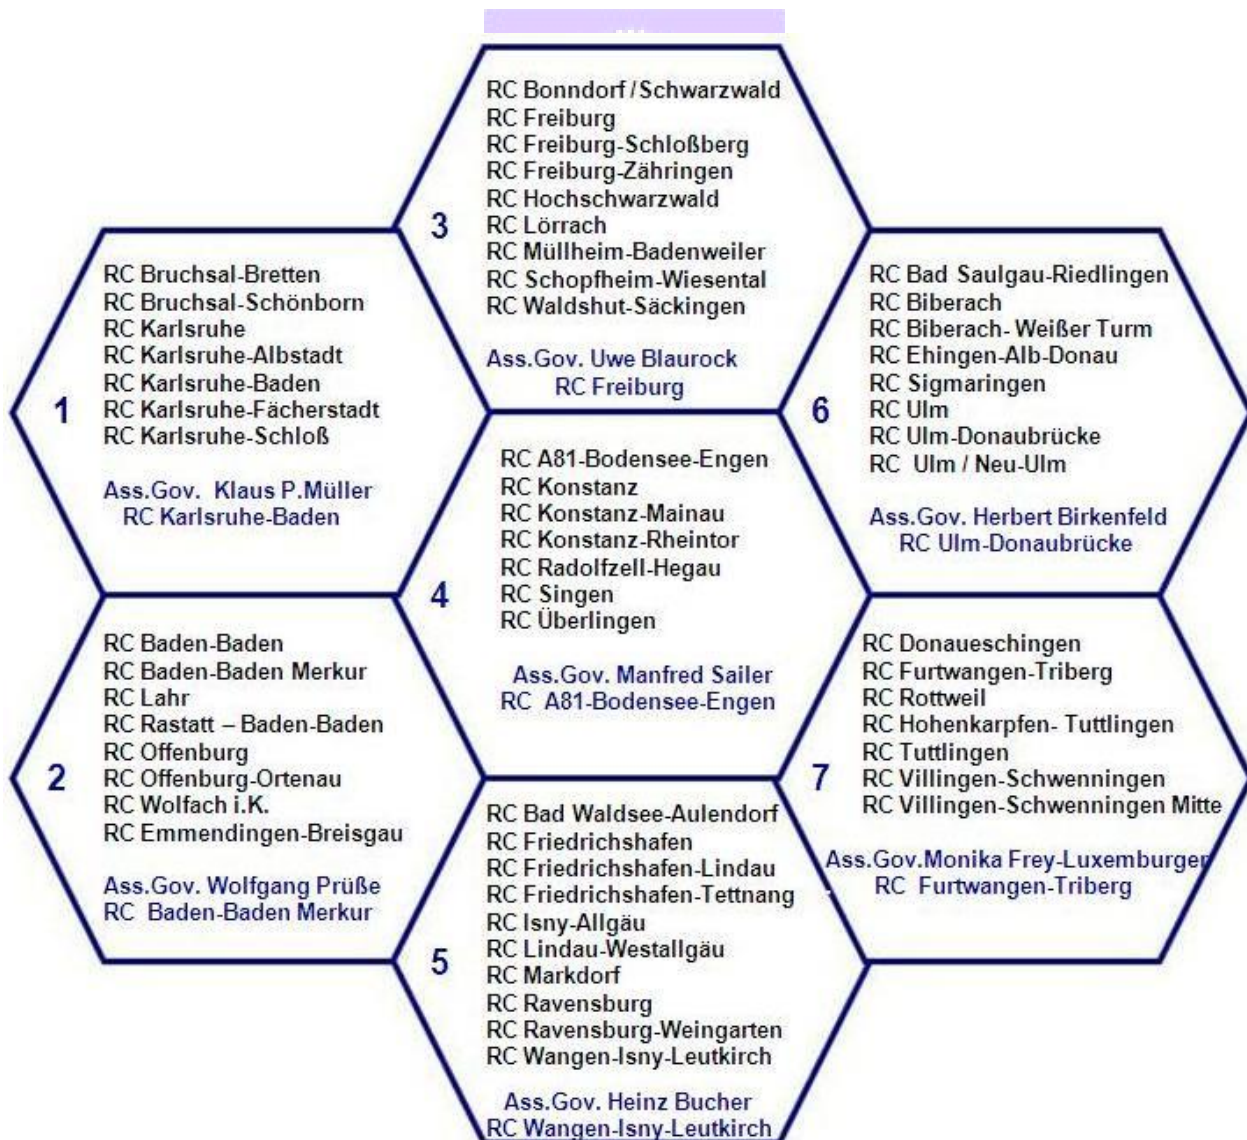 3
RC Bonndorf / Schwarzwald
RC Freiburg
RC Freiburg-Schloßberg
RC Freiburg-Zähringen
RC Hochschwarzwald
RC Lörrach
RC Müllheim-Badenweiler
RC Schopfheim-Wiesental
RC Waldshut-Säckingen
Ass.Gov. Uwe Blaurock
RC Freiburg
1
RC Bruchsal-Bretten
RC Bruchsal-Schönborn
RC Karlsruhe
RC Karlsruhe-Albstadt
RC Karlsruhe-Baden
RC Karlsruhe-Fächerstadt
RC Karlsruhe-Schloß
Ass.Gov. Klaus P.Müller
RC Karlsruhe-Baden
6
RC Bad Saulgau-Riedlingen
RC Biberach
RC Biberach- Weißer Turm
RC Ehingen-Alb-Donau
RC Sigmaringen
RC Ulm
RC Ulm-Donaubrücke
RC Ulm / Neu-Ulm
Ass.Gov. Herbert Birkenfeld
RC Ulm-Donaubrücke
4
RC A81-Bodensee-Engen
RC Konstanz
RC Konstanz-Mainau
RC Konstanz-Rheintor
RC Radolfzell-Hegau
RC Singen
RC Überlingen
Ass.Gov. Manfred Sailer
RC A81-Bodensee-Engen
2
RC Baden-Baden
RC Baden-Baden Merkur
RC Lahr
RC Rastatt – Baden-Baden
RC Offenburg
RC Offenburg-Ortenau
RC Wolfach i.K.
RC Emmendingen-Breisgau
Ass.Gov. Wolfgang Prüße
RC Baden-Baden Merkur
7
RC Donaueschingen
RC Furtwangen-Triberg
RC Rottweil
RC Hohenkarpfen- Tuttlingen
RC Tuttlingen
RC Villingen-Schwenningen
RC Villingen-Schwenningen Mitte
Ass.Gov.Monika Frey-Luxemburger
RC Furtwangen-Triberg
5
RC Bad Waldsee-Aulendorf
RC Friedrichshafen
RC Friedrichshafen-Lindau
RC Friedrichshafen-Tettnang
RC Isny-Allgäu
RC Lindau-Westallgäu
RC Markdorf
RC Ravensburg
RC Ravensburg-Weingarten
RC Wangen-Isny-Leutkirch
Ass.Gov. Heinz Bucher
RC Wangen-Isny-Leutkirch